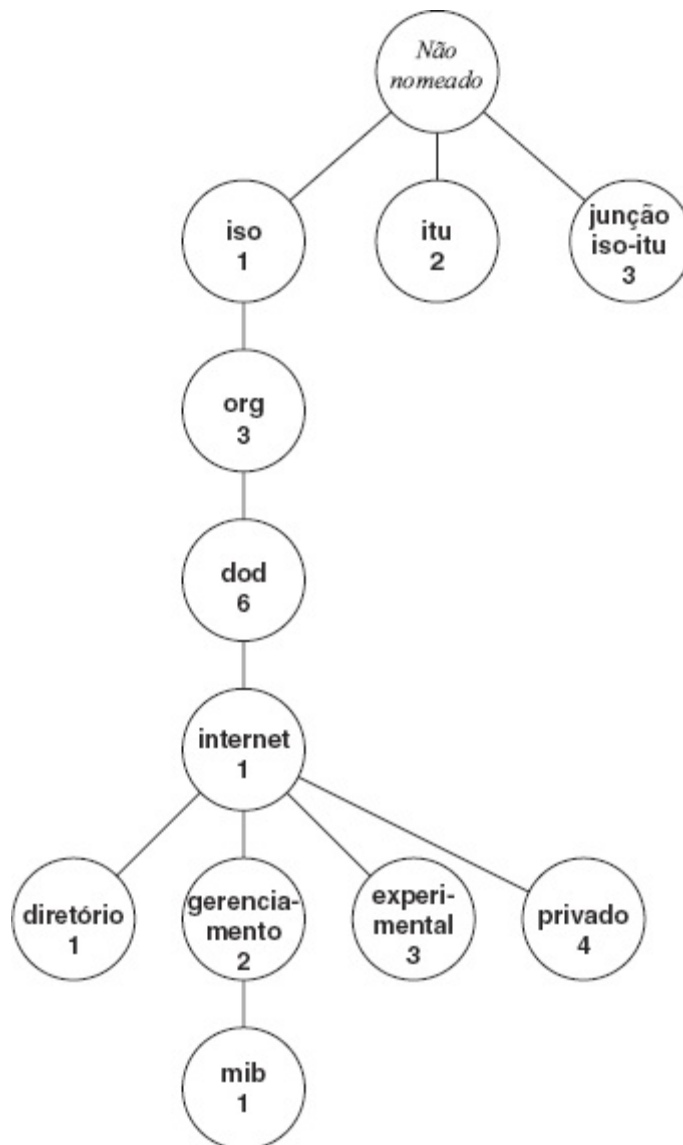 Não
nomeado
iso
1
itu
2
junção
iso-itu
3
org
3
dod
6
internet
1
diretório
1
gerencia-
mento
2
experi-
mental
3
privado
4
mib
1